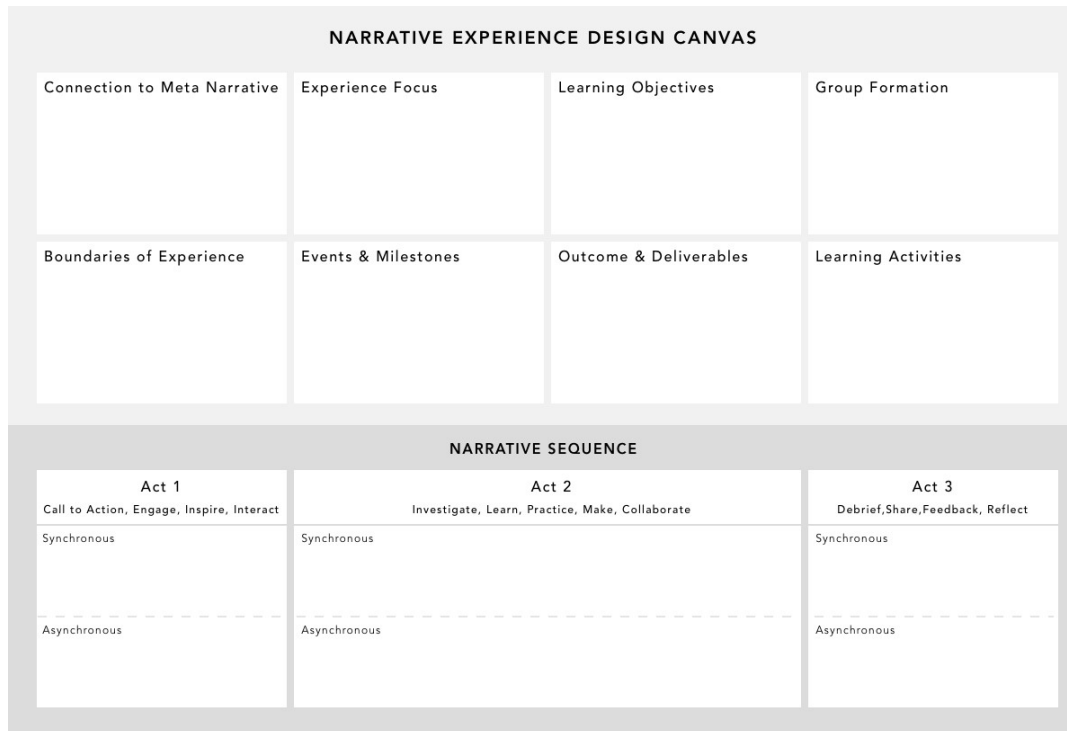 NARRATIVE EXPERIENCE DESIGN CANVAS
Connection to Meta Narrative
Experience Focus
Learning Objectives
Group Formation
Boundaries of Experience
Events & Milestones
Outcome & Deliverables
Learning Activities
NARRATIVE SEQUENCE
Act 1
Call to Action, Engage, Inspire, Interact
Act 2
Investigate, Learn, Practice, Make, Collaborate
Act 3
Debrief,Share,Feedback, Reflect
Synchronous
Synchronous
Synchronous
Asynchronous
Asynchronous
Asynchronous